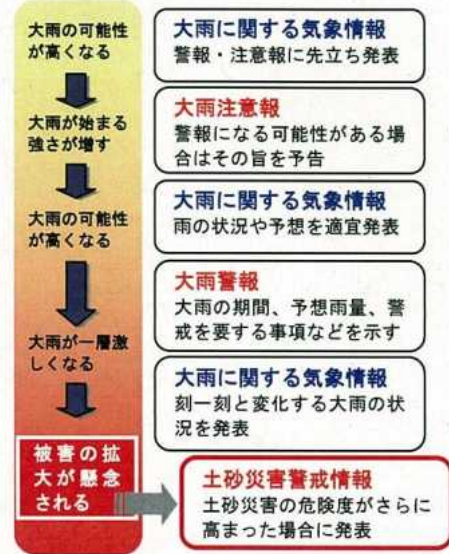 大雨の可能性
が高くなる
大雨に関する気象情報
警報・注意報に先立ち発表
大雨が始まる
強さが増す
大雨注意報
警報になる可能性がある場
合はその旨を予告
大雨の可能性
が高くなる
大雨に関する気象情報
雨の状況や予想を適宜発表
大雨警報
大雨の期間、予想雨量、警
戒を要する事項などを示す
大雨が一層激
しくなる
大雨に関する気象情報
刻一刻と変化する大雨の状
況を発表
被害の拡
大が懸念
される
土砂災害警戒情報
土砂災害の危険度がさらに
高まった場合に発表